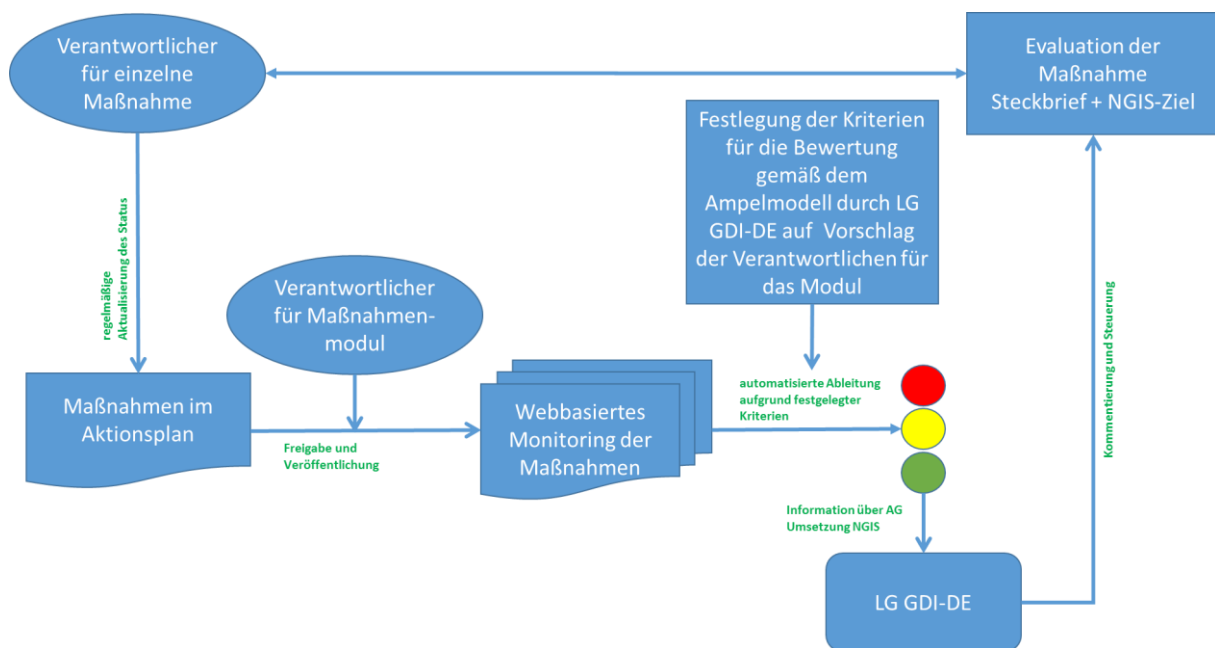 Verantwortlicher
für einzelne
Maßnahme
Evaluation der
Maßnahme
Steckbrief + NGIS-Ziel
Festlegung der Kriterien
für die Bewertung
gemäß dem
Ampelmodell durch LG
GDI-DE auf Vorschlag
der Verantwortlichen für
das Modul
regelmäßige
Aktualisierung des Status
Verantwortlicher
für Maßnahmen-
modul
Kommentierung und Steuerung
Maßnahmen im
Aktionsplan
Freigabe und
Veröffentlichung
Webbasiertes
Monitoring der
Maßnahmen
automatisierte Ableitung
aufgrund festgelegter
Kriterien
Information über AG
Umsetzung NGIS
LG GDI-DE